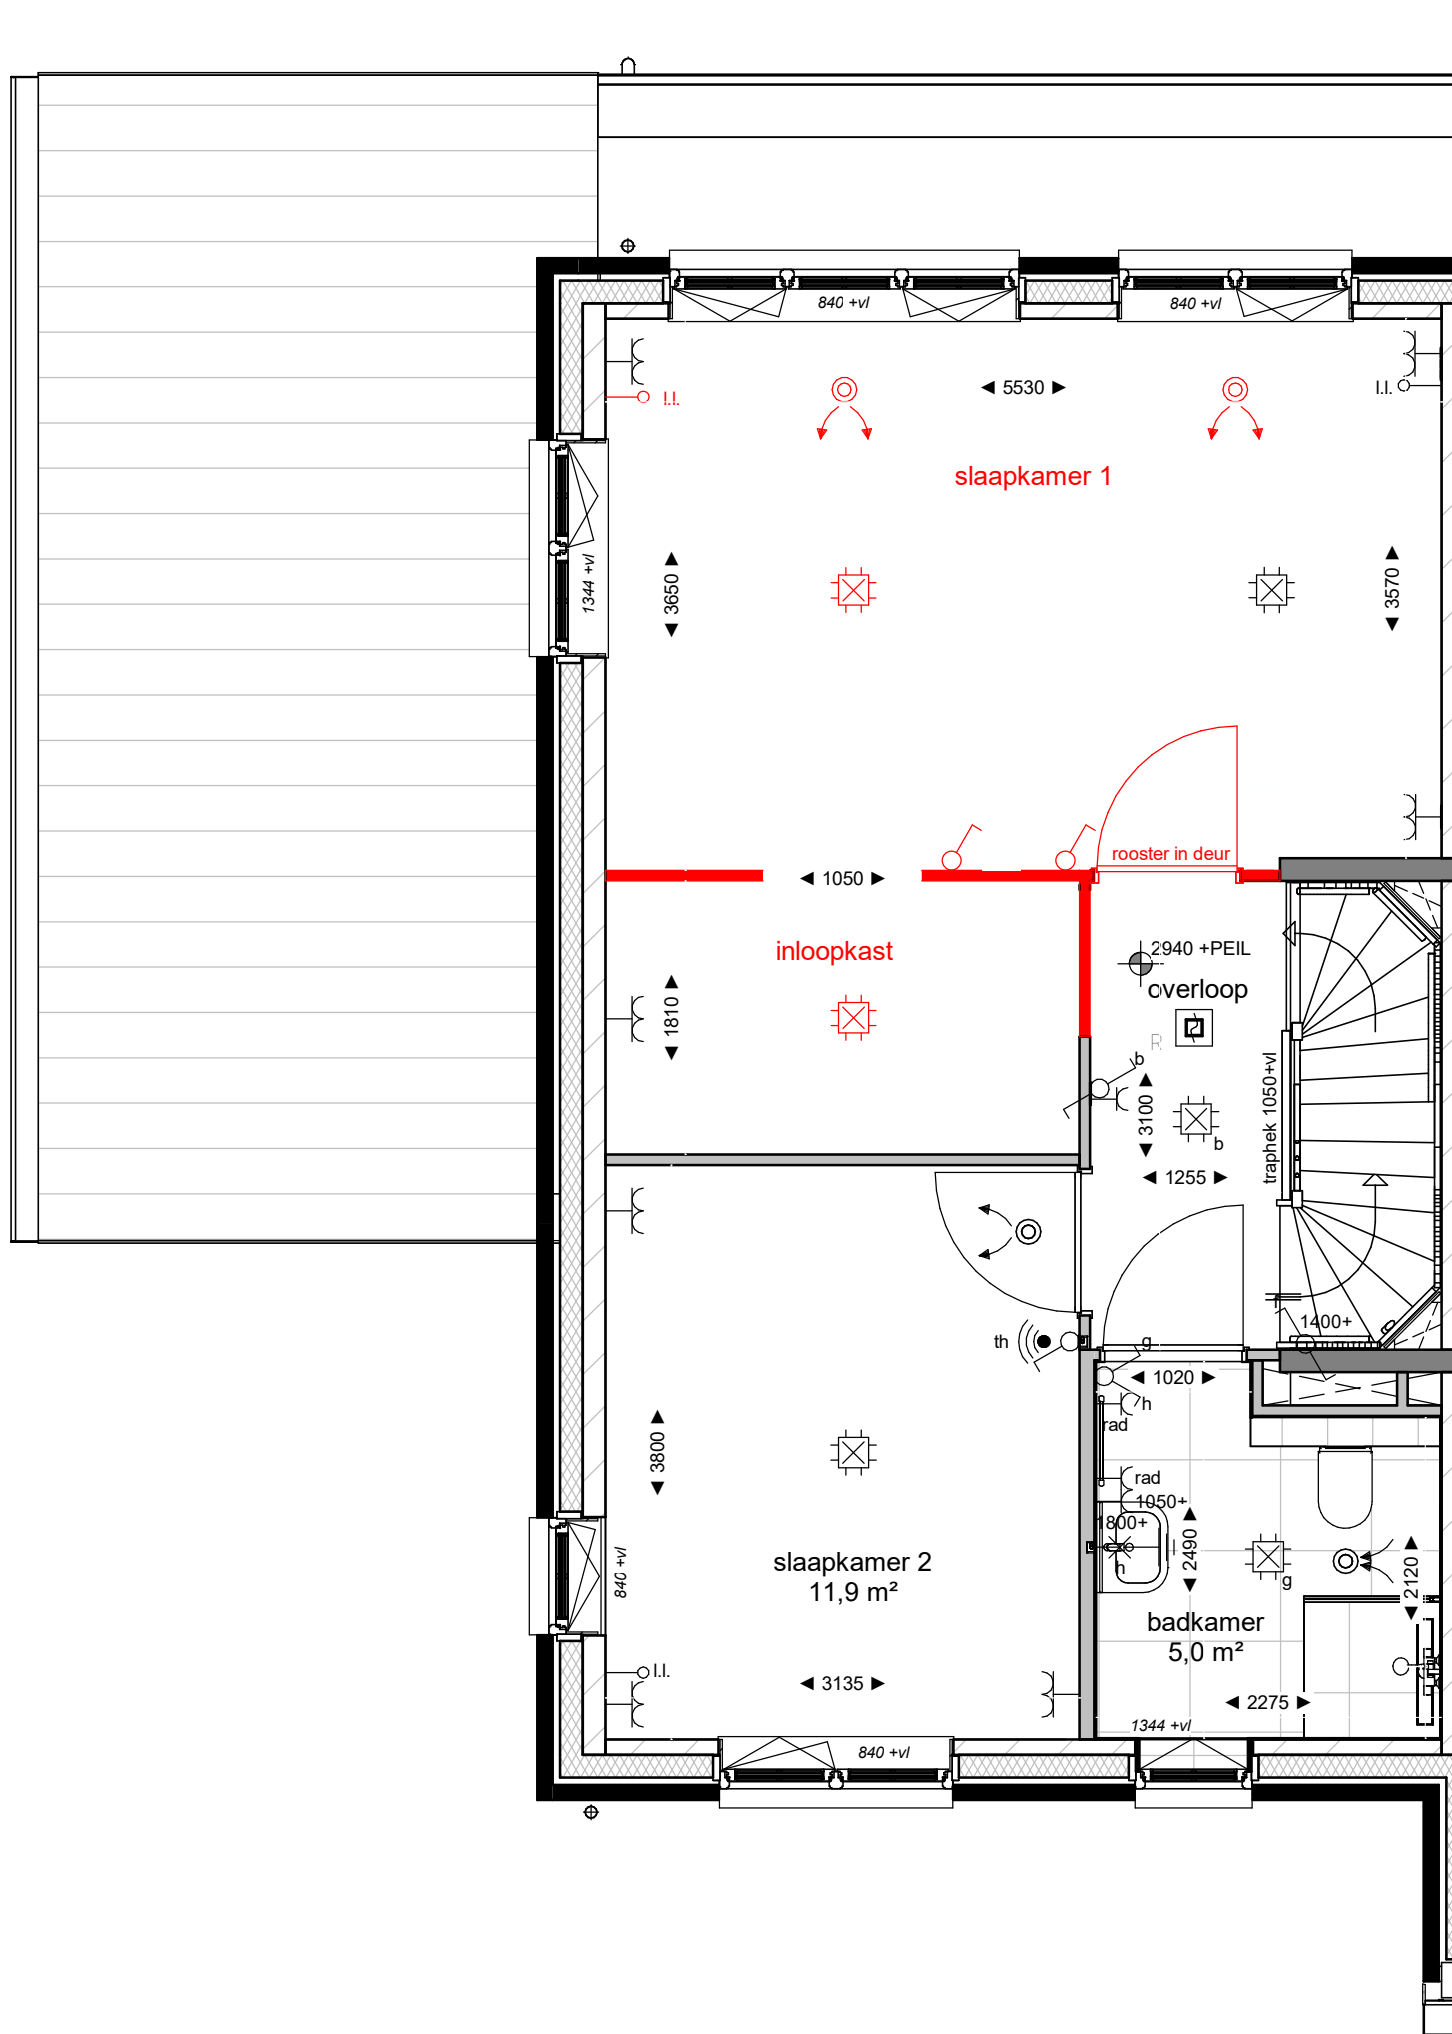 840 +vl
840 +vl
◄ 5530 ►
l.l.
l.l.
slaapkamer 1
1344 +vl
◄ 3650 ►
◄ 3570 ►
rooster in deur
◄ 1050 ►
inloopkast
2940 +PEIL
overloop
◄ 1810 ►
R
b
◄ 3100 ►
b
traphek 1050+vl
◄ 1255 ►
1400+
th
g
◄ 1020 ►
h
rad
◄ 3800 ►
rad
1050+
1800+
◄ 2490 ►
h
g
◄ 2120 ►
840 +vl
slaapkamer 2
11,9 m²
badkamer
5,0 m²
l.l.
◄ 3135 ►
◄ 2275 ►
1344 +vl
840 +vl